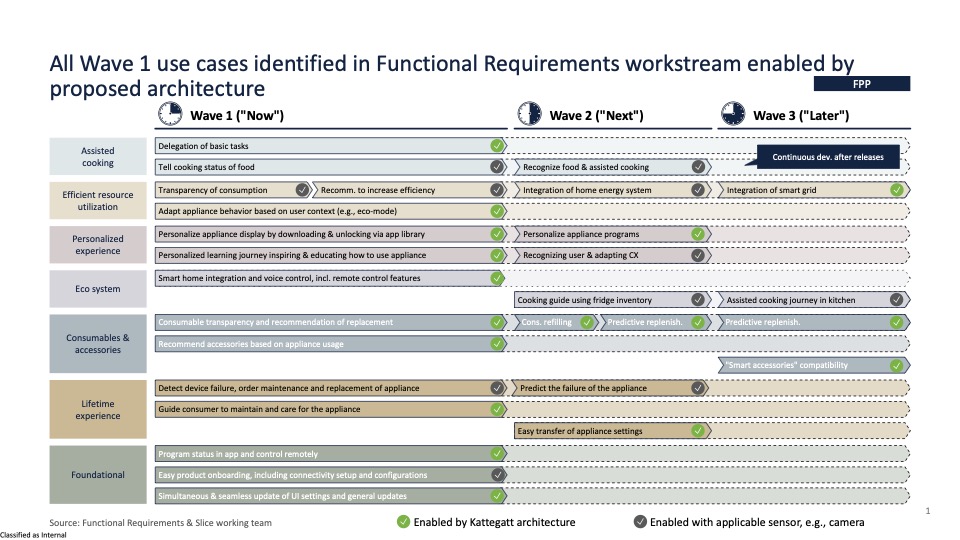 All Wave 1 use cases identified in Functional Requirements workstream enabled by
proposed architecture
FPP
Wave 1 ("Now")
Wave 2 ("Next")
Wave 3 ("Later")
Assisted
cooking
Delegation of basic tasks
Continuous dev. after releases
Tell cooking status of food
Recognize food & assisted cooking
Efficient resource
utilization
Transparency of consumption
Recomm. to increase efficiency
Integration of home energy system
Integration of smart grid
Adapt appliance behavior based on user context (e.g., eco-mode)
Personalized
experience
Personalize appliance display by downloading & unlocking via app library
Personalize appliance programs
Personalized learning journey inspiring & educating how to use appliance
Recognizing user & adapting CX
Eco system
Smart home integration and voice control, incl. remote control features
Cooking guide using fridge inventory
Assisted cooking journey in kitchen
Consumables &
accessories
Consumable transparency and recommendation of replacement
Cons. refilling
Predictive replenish.
Predictive replenish.
Recommend accessories based on appliance usage
"Smart accessories" compatibility
Lifetime
experience
Detect device failure, order maintenance and replacement of appliance
Predict the failure of the appliance
Guide consumer to maintain and care for the appliance
Easy transfer of appliance settings
Foundational
Program status in app and control remotely
Easy product onboarding, including connectivity setup and configurations
Simultaneous & seamless update of UI settings and general updates
1
Source: Functional Requirements & Slice working team
Enabled by Kattegatt architecture
Enabled with applicable sensor, e.g., camera
Classified as Internal